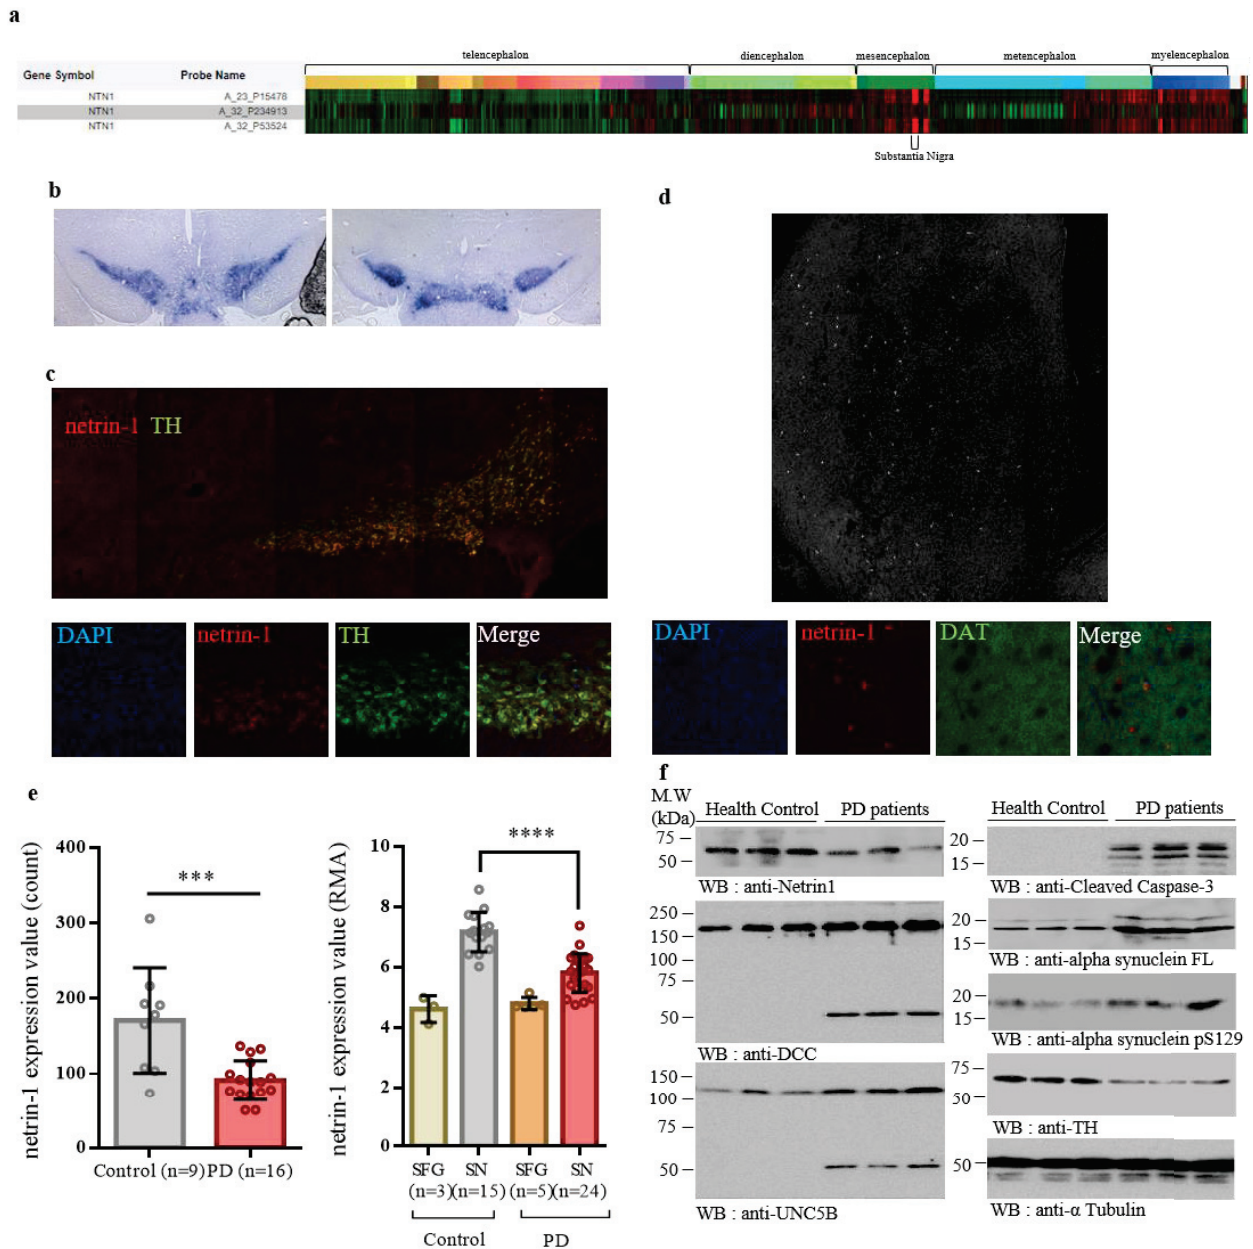 a
telencephalon diencephalon mesencephalon metencephalon myelencephalon
Gene Symbol Probe Name
NTN1 A_23_P15478
NTN1 A_32_P234913
NTN1 A_32_P53524
Substantia Nigra
b
c
netrin-1 TH
DAPI netrin-1 TH Merge
d
DAPI netrin-1 DAT Merge
e
netrin-1 expression value (count)
400
300
200
100
0
***
Control (n=9) PD (n=16)
netrin-1 expression value (RMA)
10
8
6
4
2
0
****
SFG SN SFG SN
(n=3)(n=15) (n=5)(n=24)
Control PD
f
M.W
(kDa)
Health Control PD patients
75
50
WB : anti-Netrin1
250
150
100
75
50
WB : anti-DCC
150
100
75
50
WB : anti-UNC5B
Health Control PD patients
20
15
WB : anti-Cleaved Caspase-3
20
15
WB : anti-alpha synuclein FL
20
15
WB : anti-alpha synuclein pS129
75
50
WB : anti-TH
50
WB : anti-α Tubulin